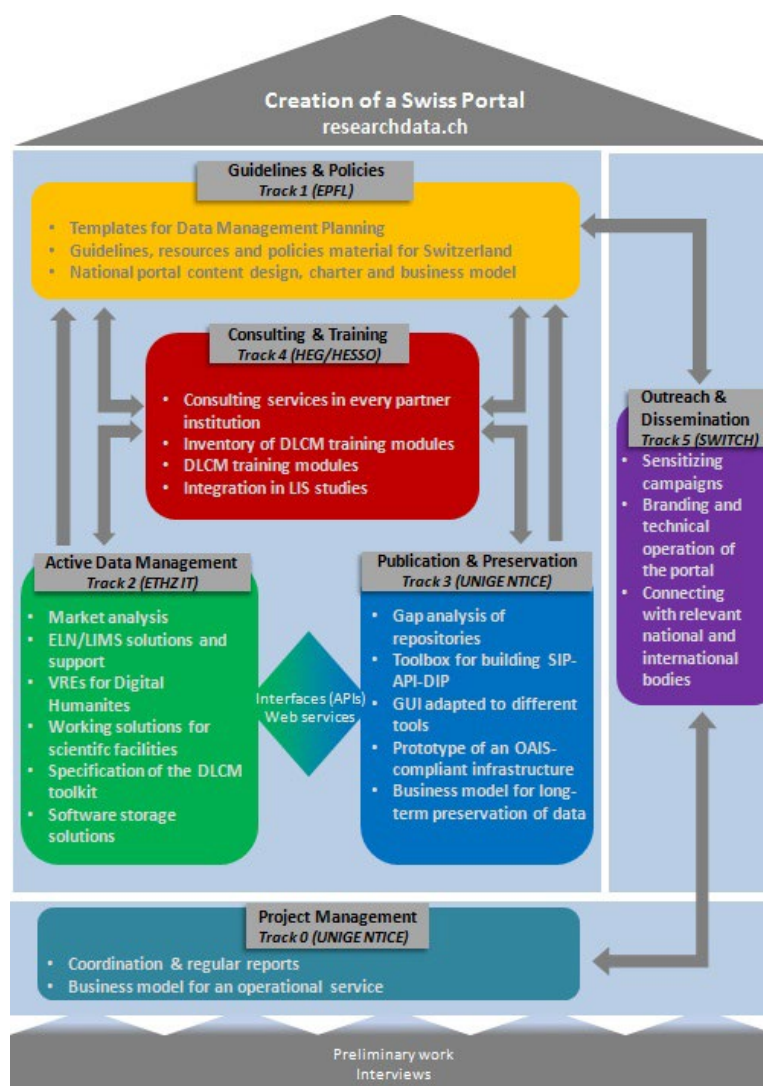 Creation of a Swiss Portal
researchdata.ch
Guidelines & Policies
Track 1 (EPFL)
• Templates for Data Management Planning
• Guidelines, resources and policies material for Switzerland
• National portal content design, charter and business model
Consulting & Training
Track 4 (HEG/HESSO)
• Consulting services in every partner
institution
• Inventory of DLCM training modules
• DLCM training modules
• Integration in LIS studies
Outreach &
Dissemination
Track 5 (SWITCH)
• Sensitizing
campaigns
• Branding and
technical
operation of
the portal
• Connecting
with relevant
national and
international
bodies
Active Data Management
Track 2 (ETHZ IT)
• Market analysis
• ELN/LIMS solutions and
support
• VREs for Digital
Humanites
• Working solutions for
scientifc facilities
• Specification of the DLCM
toolkit
• Software storage
solutions
Interfaces (APIs)
Web services
Publication & Preservation
Track 3 (UNIGE NTICE)
• Gap analysis of
repositories
• Toolbox for building SIP-
API-DIP
• GUI adapted to different
tools
• Prototype of an OAIS-
compliant infrastructure
• Business model for long-
term preservation of data
Project Management
Track 0 (UNIGE NTICE)
• Coordination & regular reports
• Business model for an operational service
Preliminary work
Interviews